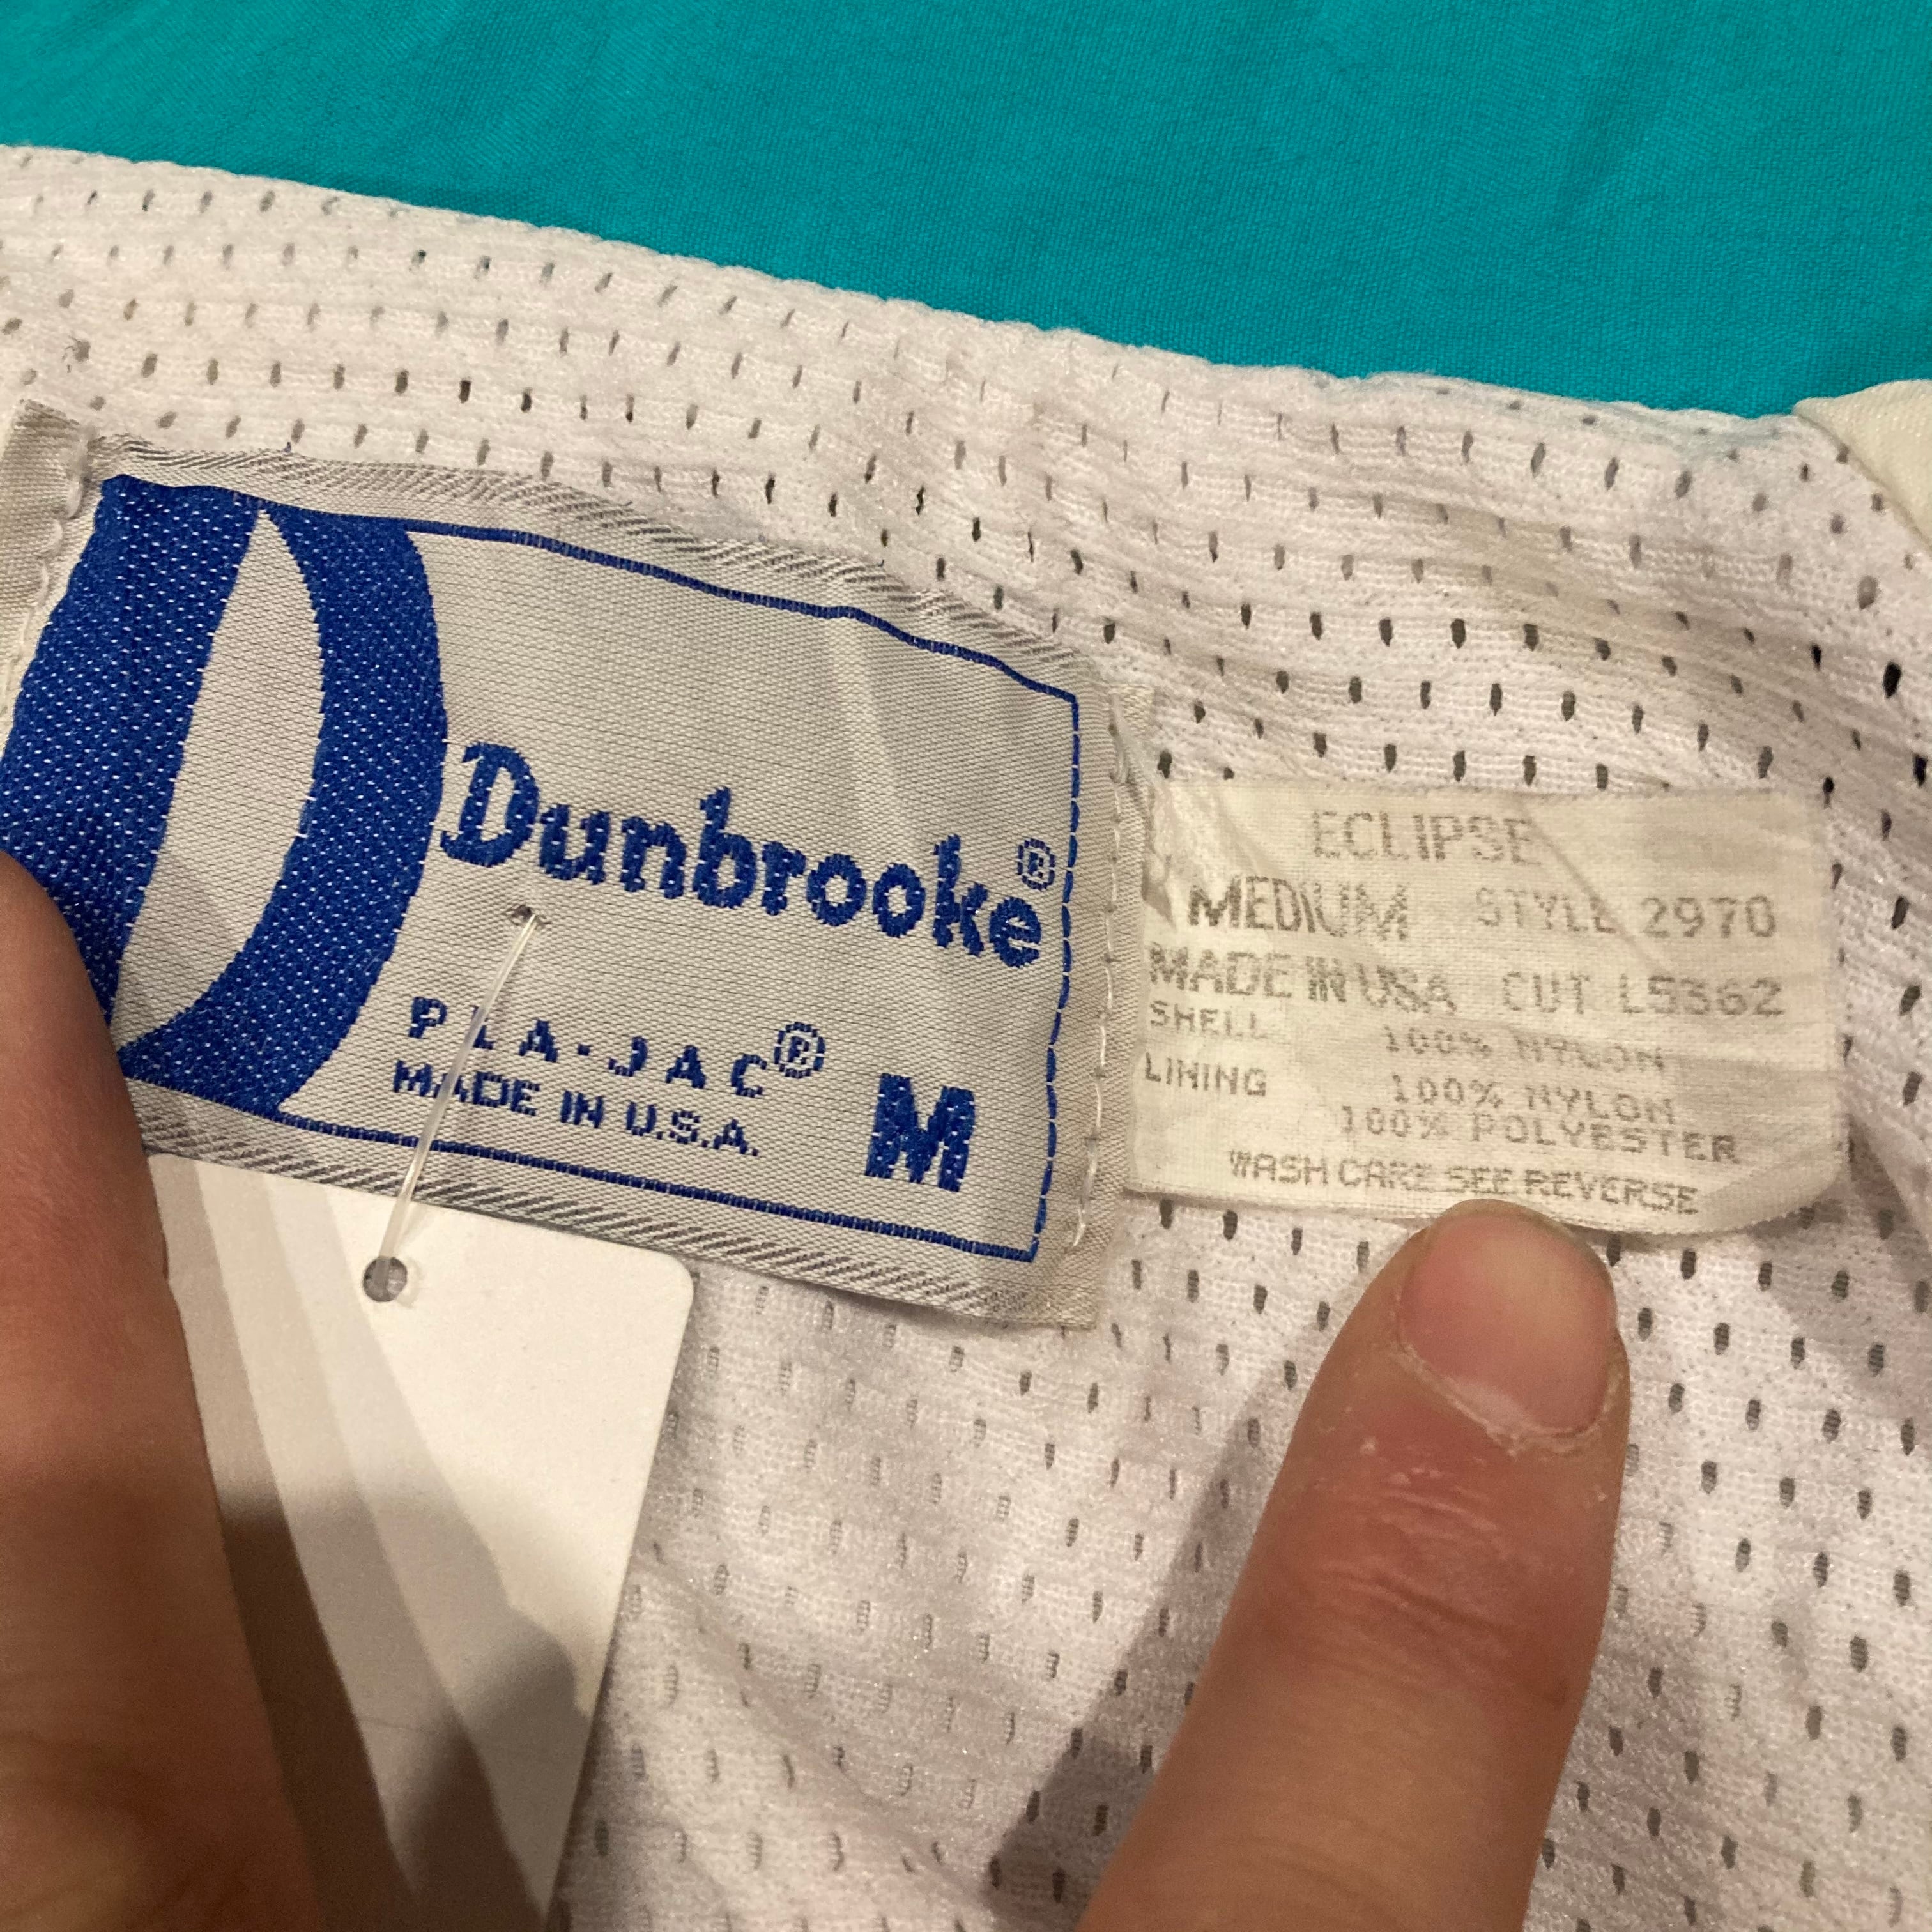 D
Dunbrooke®
PLA-JAC®
MADE IN U.S.A.
M
ECLIPSE
MEDIUM STYLE 2970
MADE IN USA CUT L5362
SHELL 100% NYLON
LINING 100% NYLON
100% POLYESTER
WASH CARE SEE REVERSE